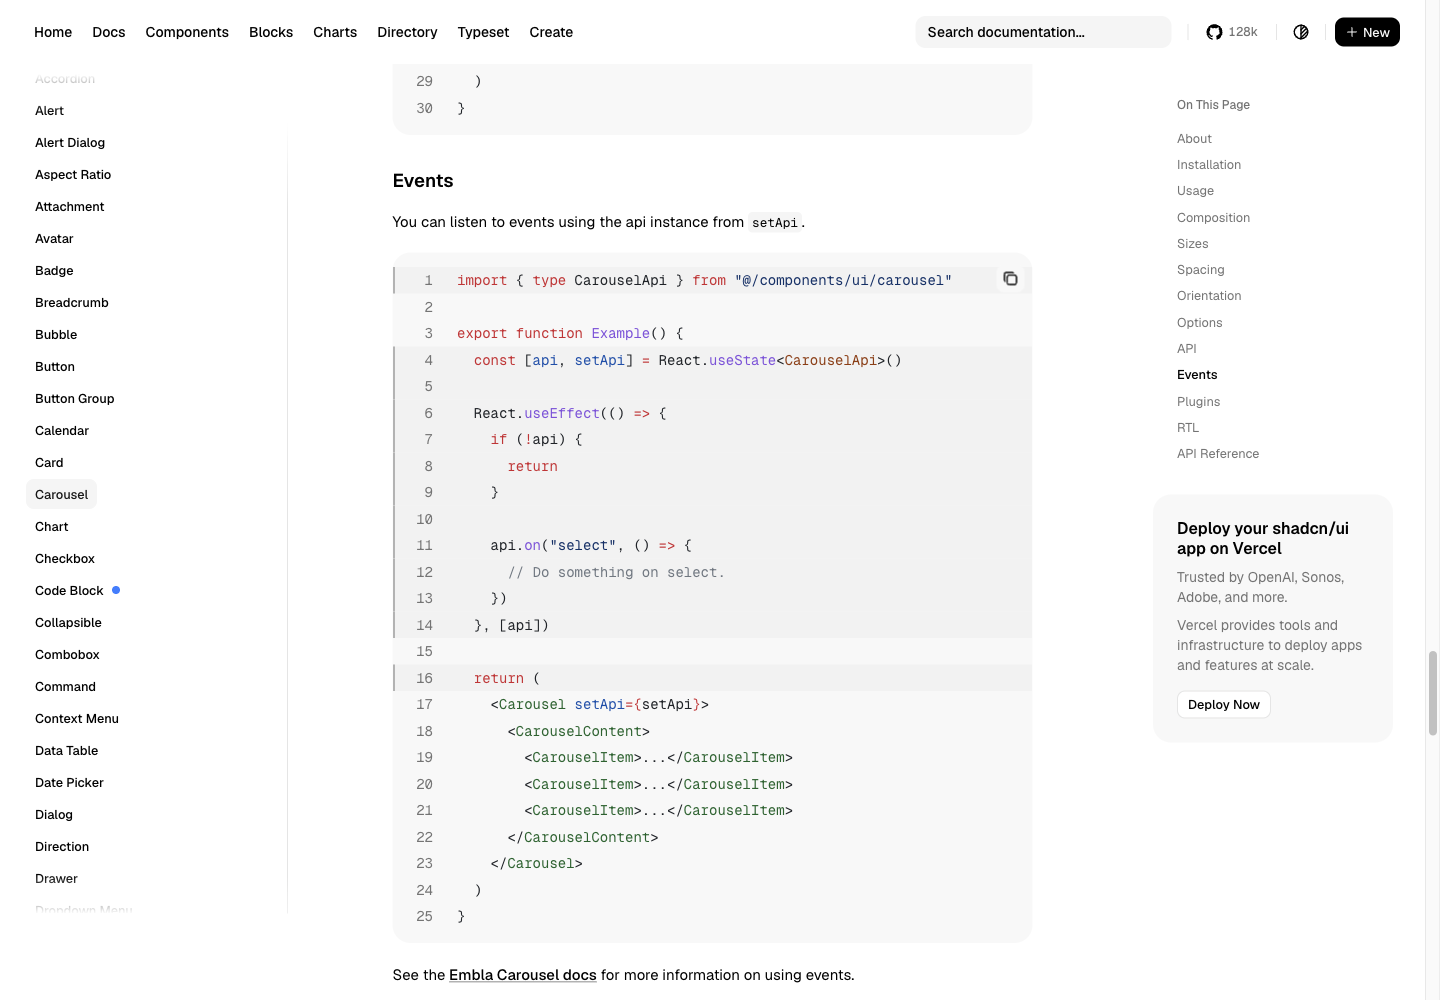 Home Docs Components Blocks Charts Directory Typeset Create
Search documentation...
128k
New
Accordion
Alert
Alert Dialog
Aspect Ratio
Attachment
Avatar
Badge
Breadcrumb
Bubble
Button
Button Group
Calendar
Card
Carousel
Chart
Checkbox
Code Block
Collapsible
Combobox
Command
Context Menu
Data Table
Date Picker
Dialog
Direction
Drawer
Dropdown Menu
29   )
30 }
Events
You can listen to events using the api instance from setApi.
1 import { type CarouselApi } from "@/components/ui/carousel"
2
3 export function Example() {
4   const [api, setApi] = React.useState<CarouselApi>()
5
6   React.useEffect(() => {
7     if (!api) {
8       return
9     }
10
11     api.on("select", () => {
12       // Do something on select.
13     })
14   }, [api])
15
16   return (
17     <Carousel setApi={setApi}>
18       <CarouselContent>
19         <CarouselItem>...</CarouselItem>
20         <CarouselItem>...</CarouselItem>
21         <CarouselItem>...</CarouselItem>
22       </CarouselContent>
23     </Carousel>
24   )
25 }
See the Embla Carousel docs for more information on using events.
On This Page
About
Installation
Usage
Composition
Sizes
Spacing
Orientation
Options
API
Events
Plugins
RTL
API Reference
Deploy your shadcn/ui
app on Vercel
Trusted by OpenAI, Sonos,
Adobe, and more.
Vercel provides tools and
infrastructure to deploy apps
and features at scale.
Deploy Now